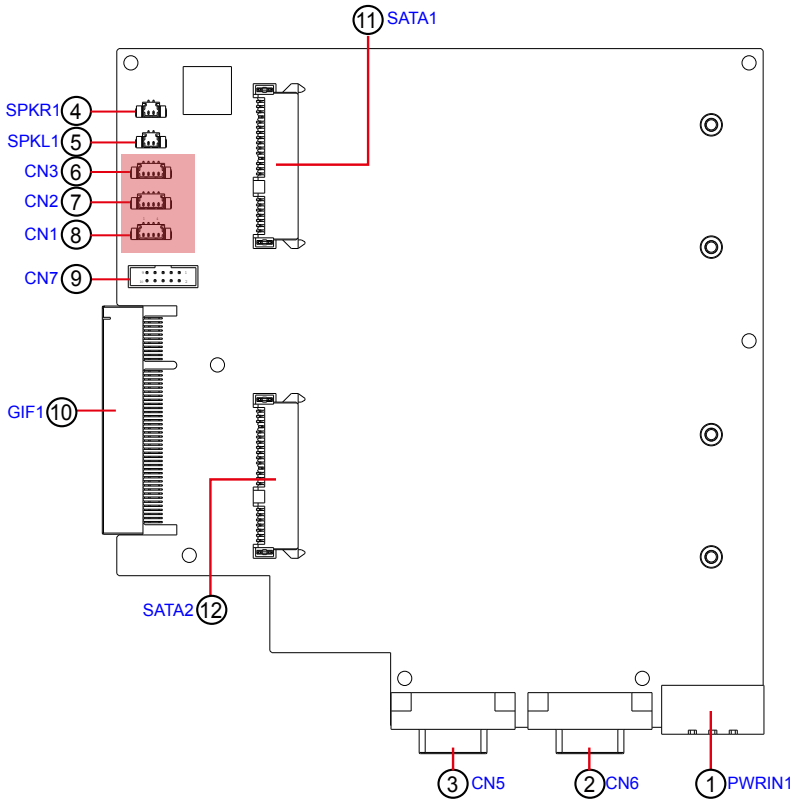 11 SATA1
SPKR1 4
SPKL1 5
CN3 6
CN2 7
CN1 8
CN7 9
GIF1 10
SATA2 12
3 CN5
2 CN6
1 PWRIN1